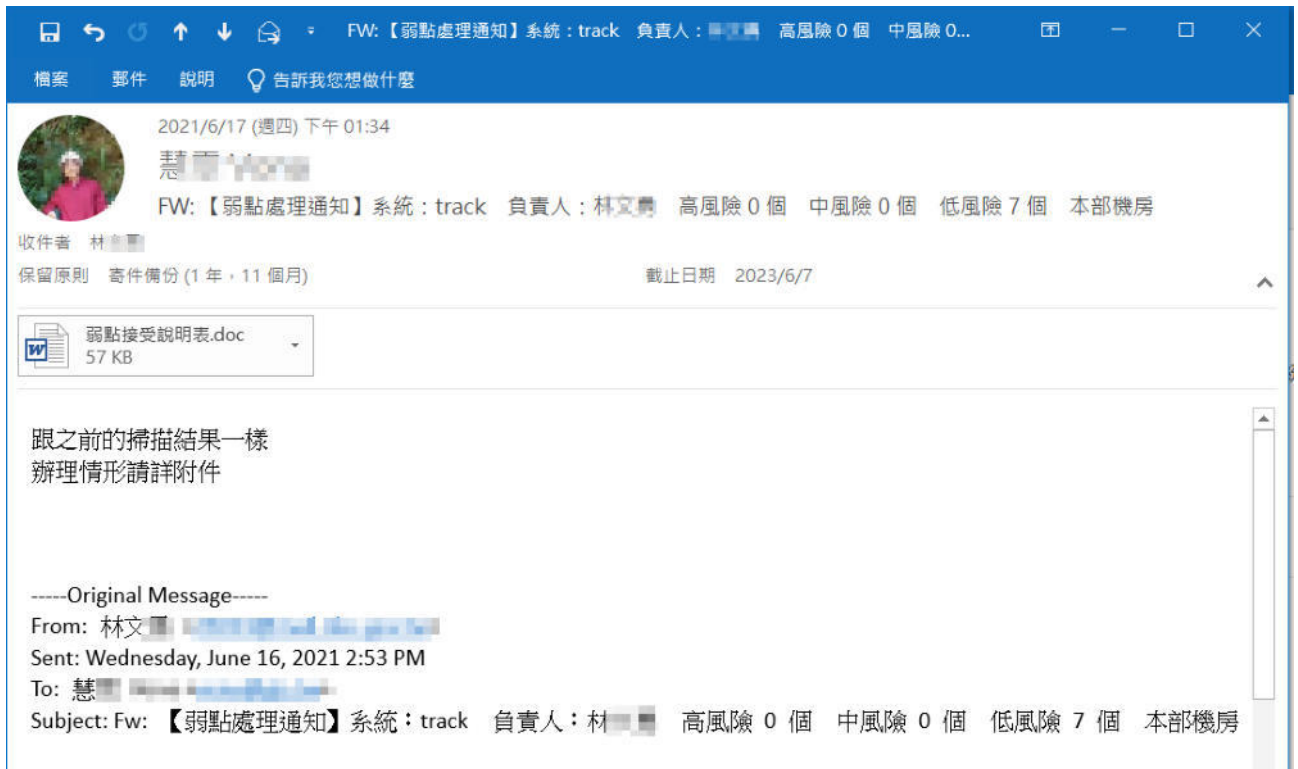 FW:【弱點處理通知】系統：track 負責人： 高風險 0 個 中風險 0...
檔案 郵件 說明 告訴我您想做什麼
2021/6/17 (週四) 下午 01:34
慧
FW:【弱點處理通知】系統：track 負責人：林文 高風險 0 個 中風險 0 個 低風險 7 個 本部機房
收件者 林
保留原則 寄件備份 (1 年，11 個月) 截止日期 2023/6/7
弱點接受說明表.doc
57 KB
跟之前的掃描結果一樣
辦理情形請詳附件
-----Original Message-----
From: 林文
Sent: Wednesday, June 16, 2021 2:53 PM
To: 慧
Subject: Fw: 【弱點處理通知】系統：track 負責人：林 高風險 0 個 中風險 0 個 低風險 7 個 本部機房